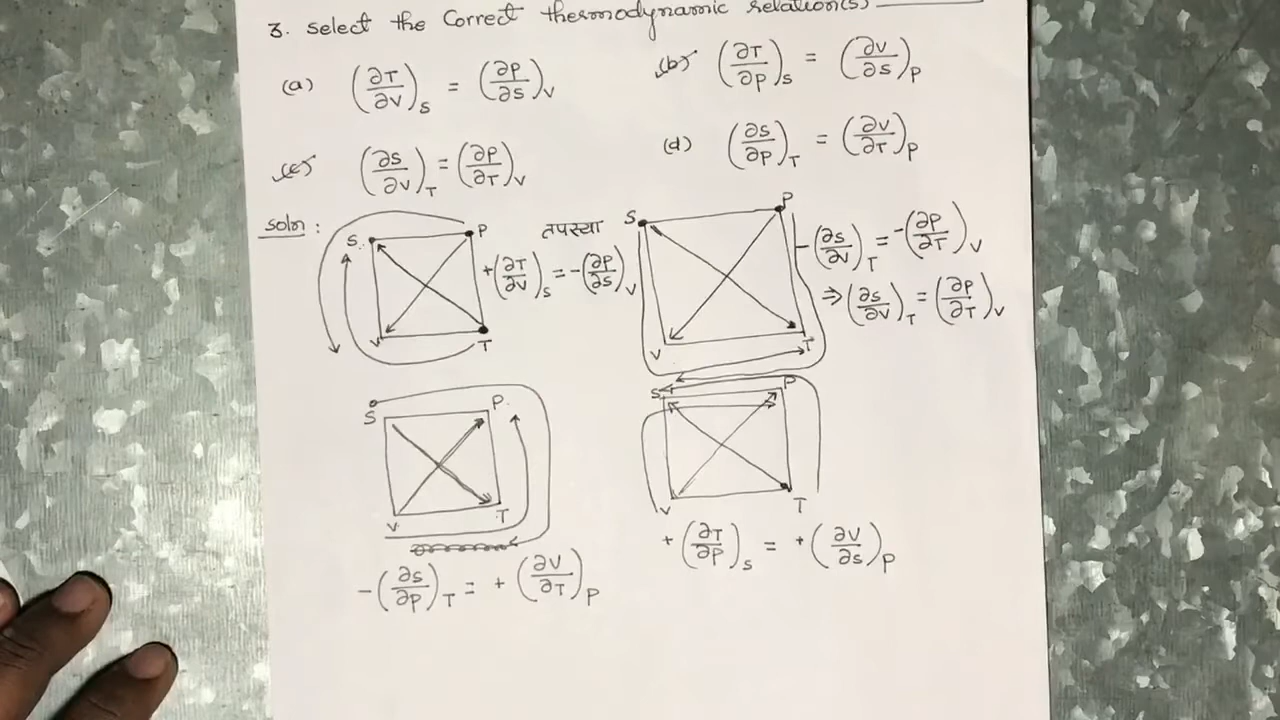 3. Select the Correct thermodynamic relation(s)
(a) (∂T/∂V)_S = (∂P/∂S)_V
(b) (∂T/∂P)_S = (∂V/∂S)_P
(c) (∂S/∂V)_T = (∂P/∂T)_V
(d) (∂S/∂P)_T = (∂V/∂T)_P
Soln :
S P
V T
तपस्या
+(∂T/∂V)_S = -(∂P/∂S)_V
S P
V T
-(∂S/∂V)_T = -(∂P/∂T)_V
⇒ (∂S/∂V)_T = (∂P/∂T)_V
S P
V T
-(∂S/∂P)_T = +(∂V/∂T)_P
S P
V T
+(∂T/∂P)_S = +(∂V/∂S)_P